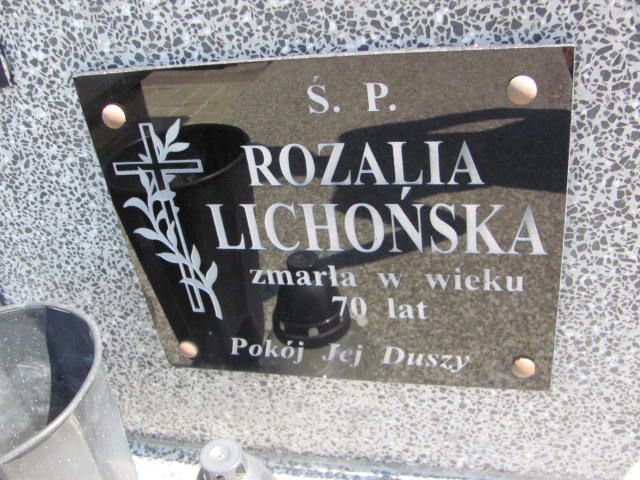 Ś. P.
ROZALIA
LICHOŃSKA
zmarła w wieku
70 lat
Pokój Jej Duszy